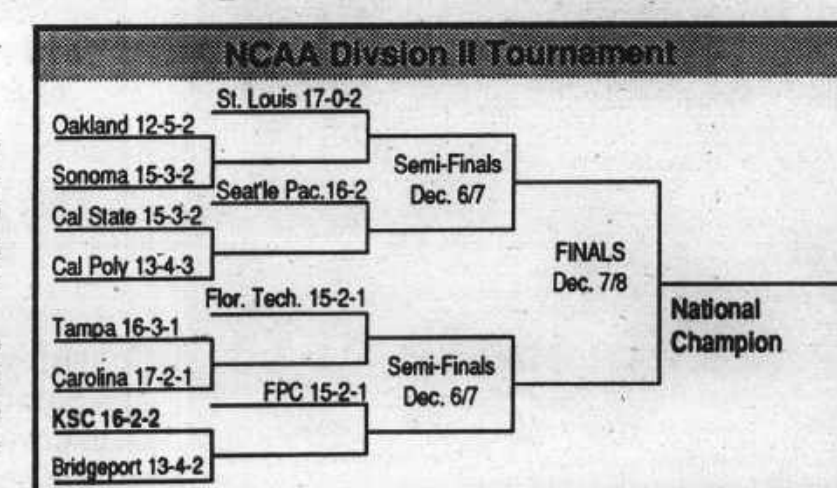 NCAA Divsion II Tournament
St. Louis 17-0-2
Oakland 12-5-2
Sonoma 15-3-2
Seat'le Pac.16-2
Cal State 15-3-2
Cal Poly 13-4-3
Semi-Finals
Dec. 6/7
FINALS
Dec. 7/8
National
Champion
Flor. Tech. 15-2-1
Tampa 16-3-1
Carolina 17-2-1
FPC 15-2-1
KSC 16-2-2
Bridgeport 13-4-2
Semi-Finals
Dec. 6/7